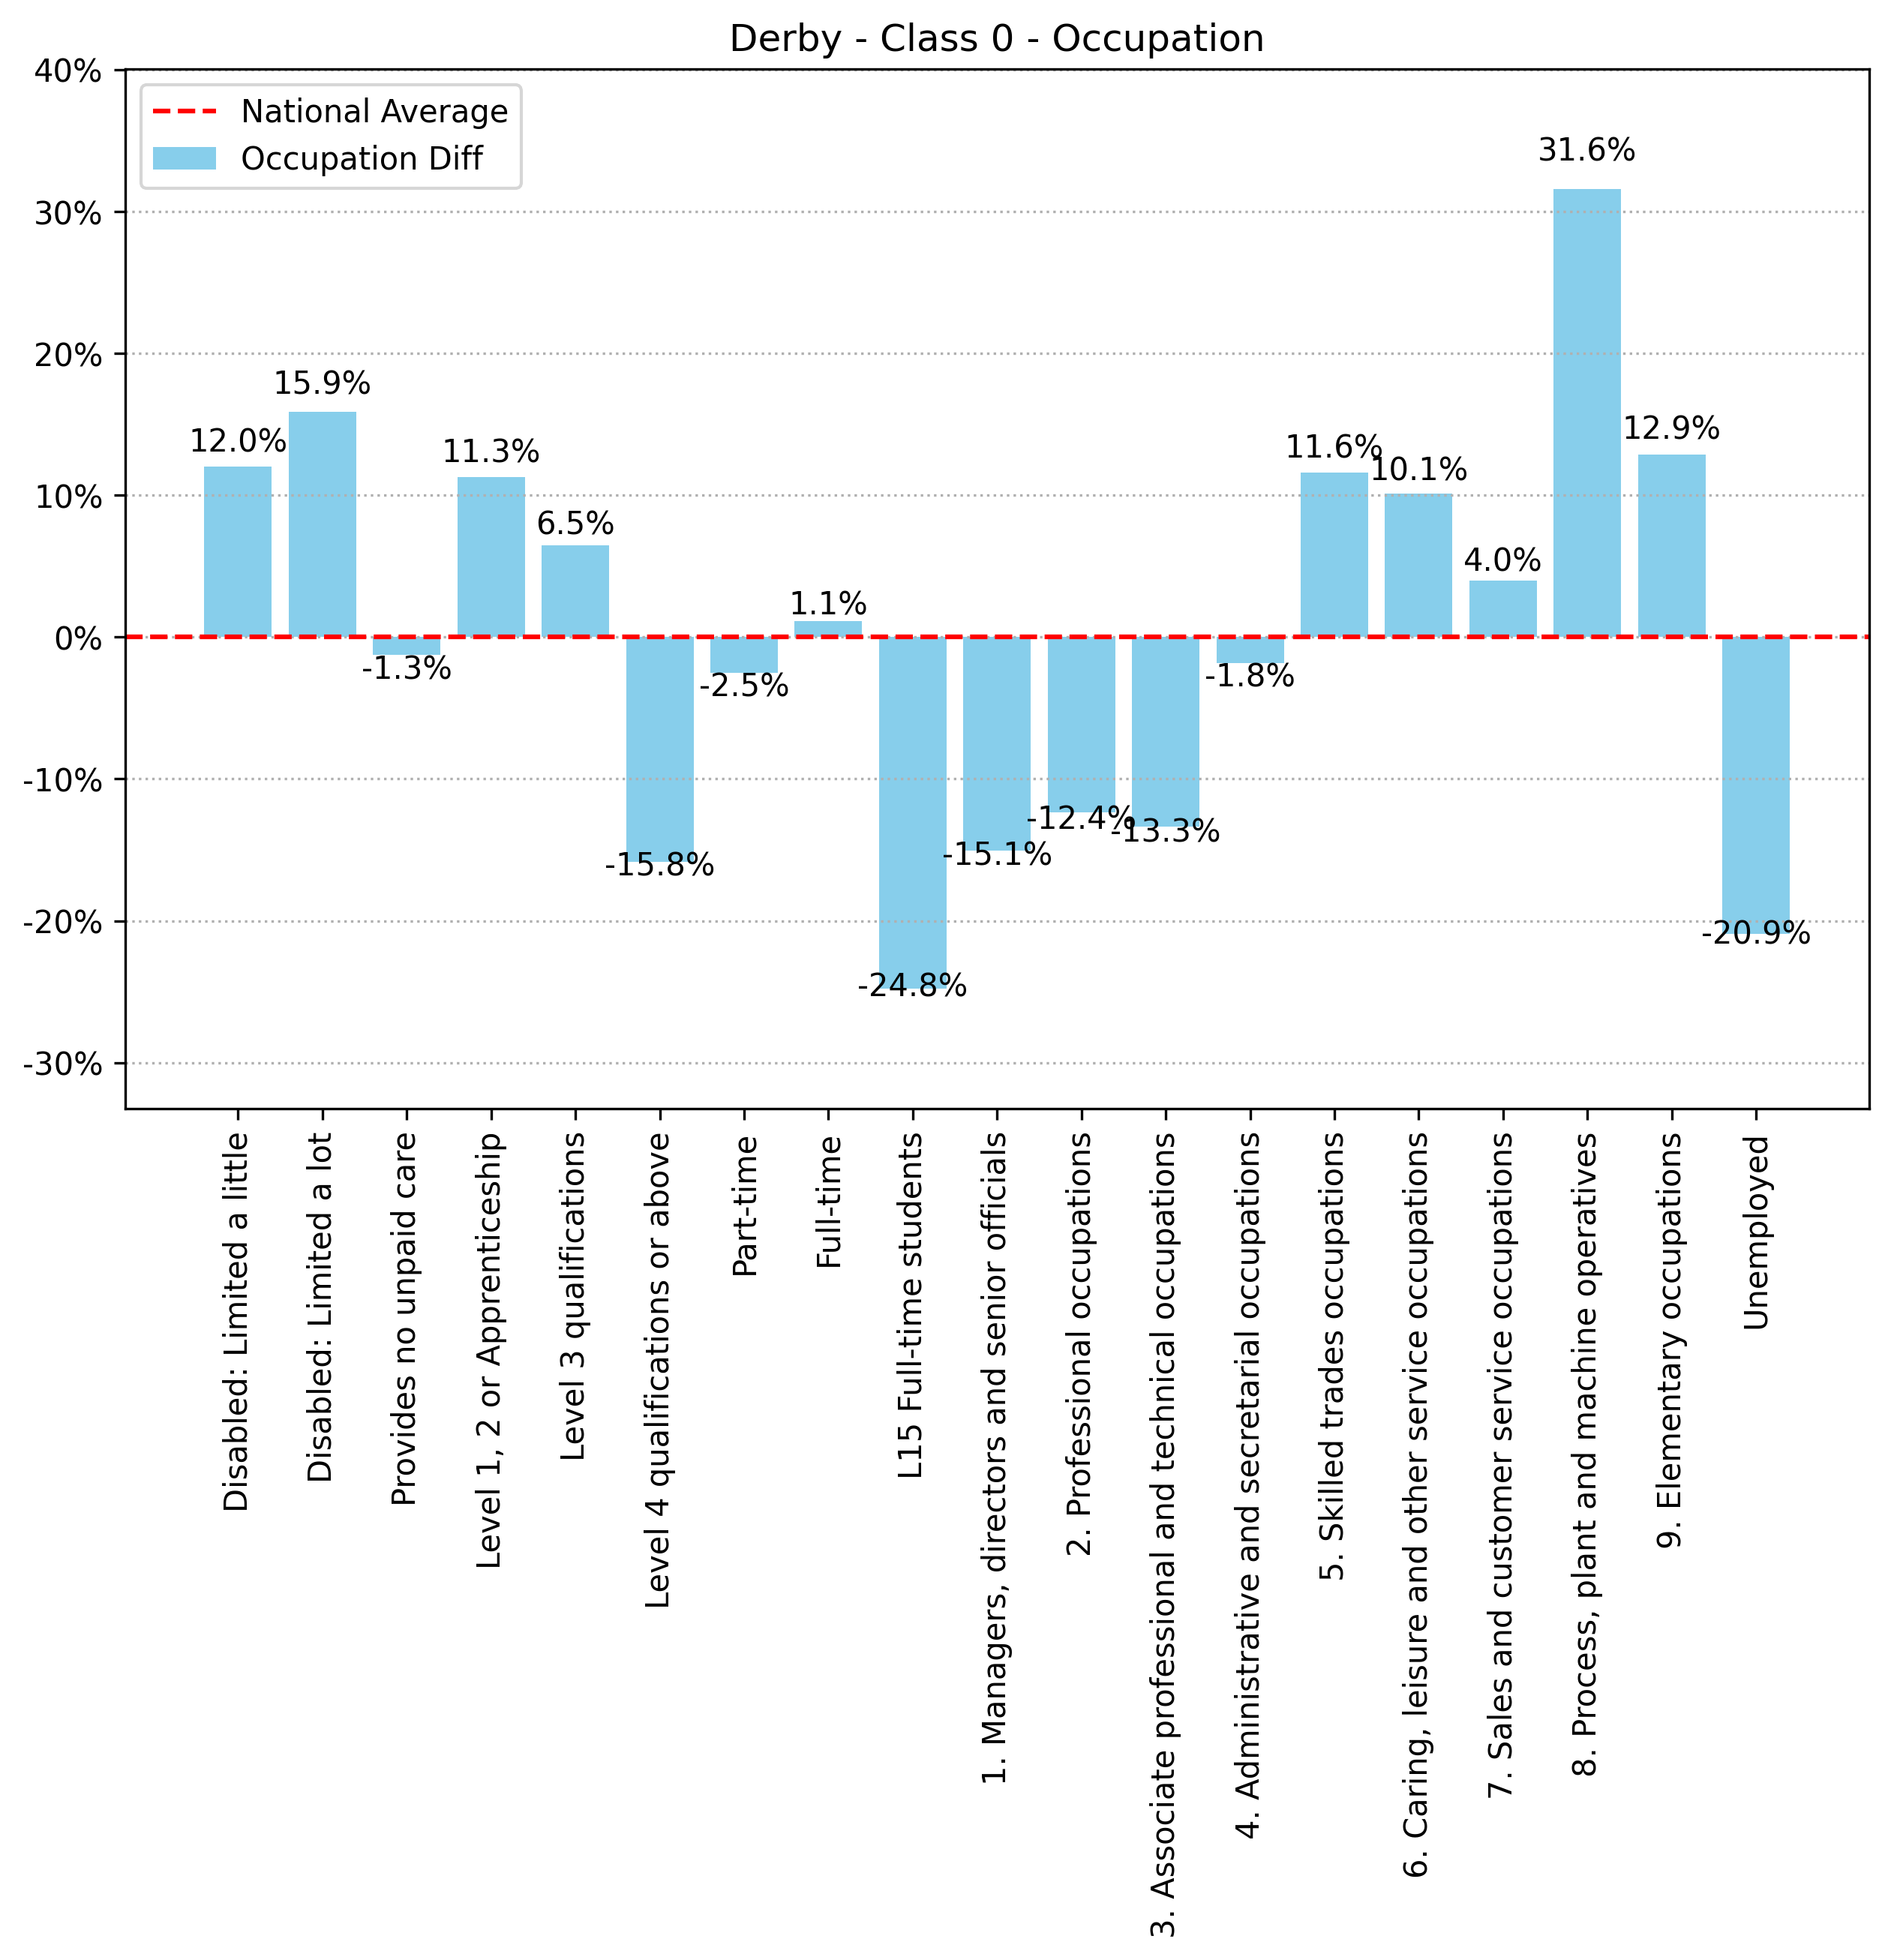 Derby - Class 0 - Occupation
National Average
Occupation Diff
40%
30%
20%
10%
0%
-10%
-20%
-30%
12.0%
15.9%
-1.3%
11.3%
6.5%
-15.8%
-2.5%
1.1%
-24.8%
-15.1%
-12.4%
-13.3%
-1.8%
11.6%
10.1%
4.0%
31.6%
12.9%
-20.9%
Disabled: Limited a little
Disabled: Limited a lot
Provides no unpaid care
Level 1, 2 or Apprenticeship
Level 3 qualifications
Level 4 qualifications or above
Part-time
Full-time
L15 Full-time students
1. Managers, directors and senior officials
2. Professional occupations
3. Associate professional and technical occupations
4. Administrative and secretarial occupations
5. Skilled trades occupations
6. Caring, leisure and other service occupations
7. Sales and customer service occupations
8. Process, plant and machine operatives
9. Elementary occupations
Unemployed